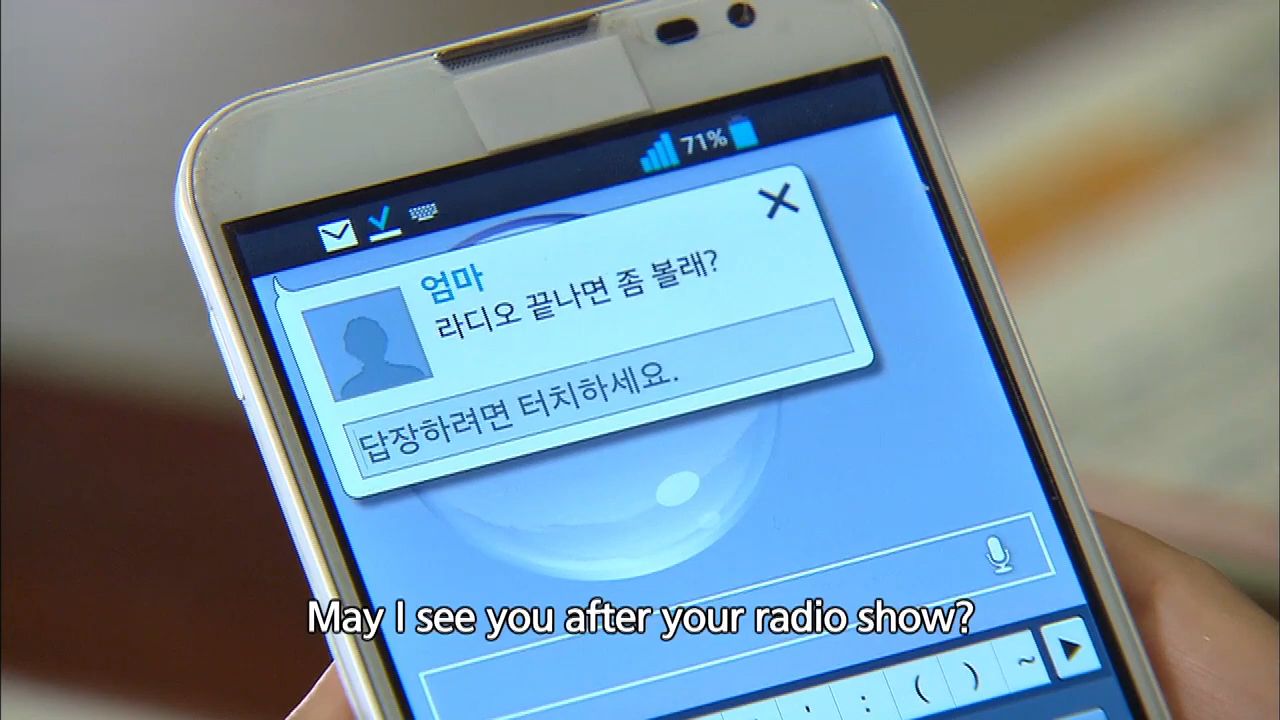 71%
엄마
라디오 끝나면 좀 볼래?
답장하려면 터치하세요.
May I see you after your radio show?
' : ( ) ~